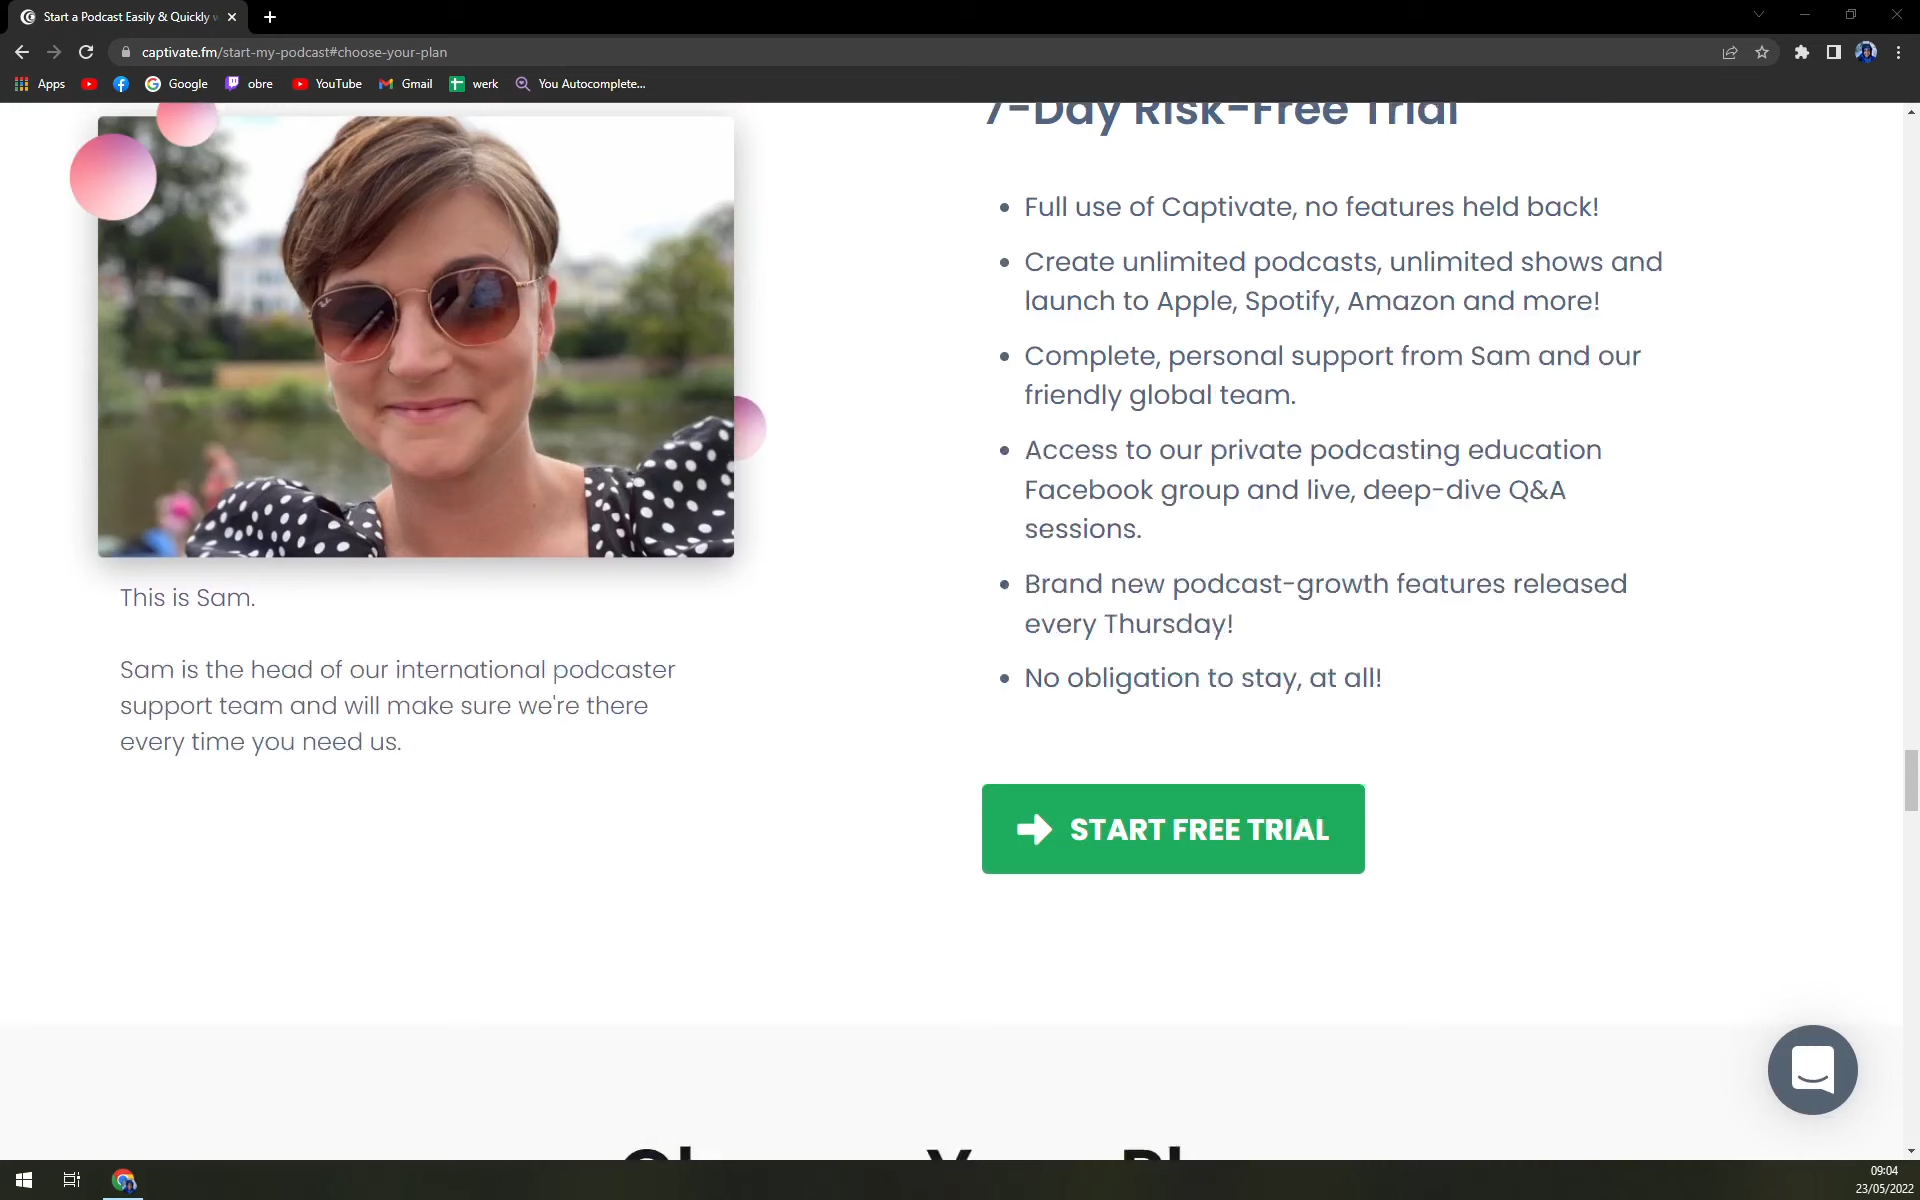 Start a Podcast Easily & Quickly
captivate.fm/start-my-podcast#choose-your-plan
Apps
Google
obre
YouTube
Gmail
werk
You Autocomplete...
7-Day Risk-Free Trial
Full use of Captivate, no features held back!
Create unlimited podcasts, unlimited shows and
launch to Apple, Spotify, Amazon and more!
Complete, personal support from Sam and our
friendly global team.
Access to our private podcasting education
Facebook group and live, deep-dive Q&A
sessions.
Brand new podcast-growth features released
every Thursday!
No obligation to stay, at all!
START FREE TRIAL
This is Sam.
Sam is the head of our international podcaster
support team and will make sure we're there
every time you need us.
09:04
23/05/2022